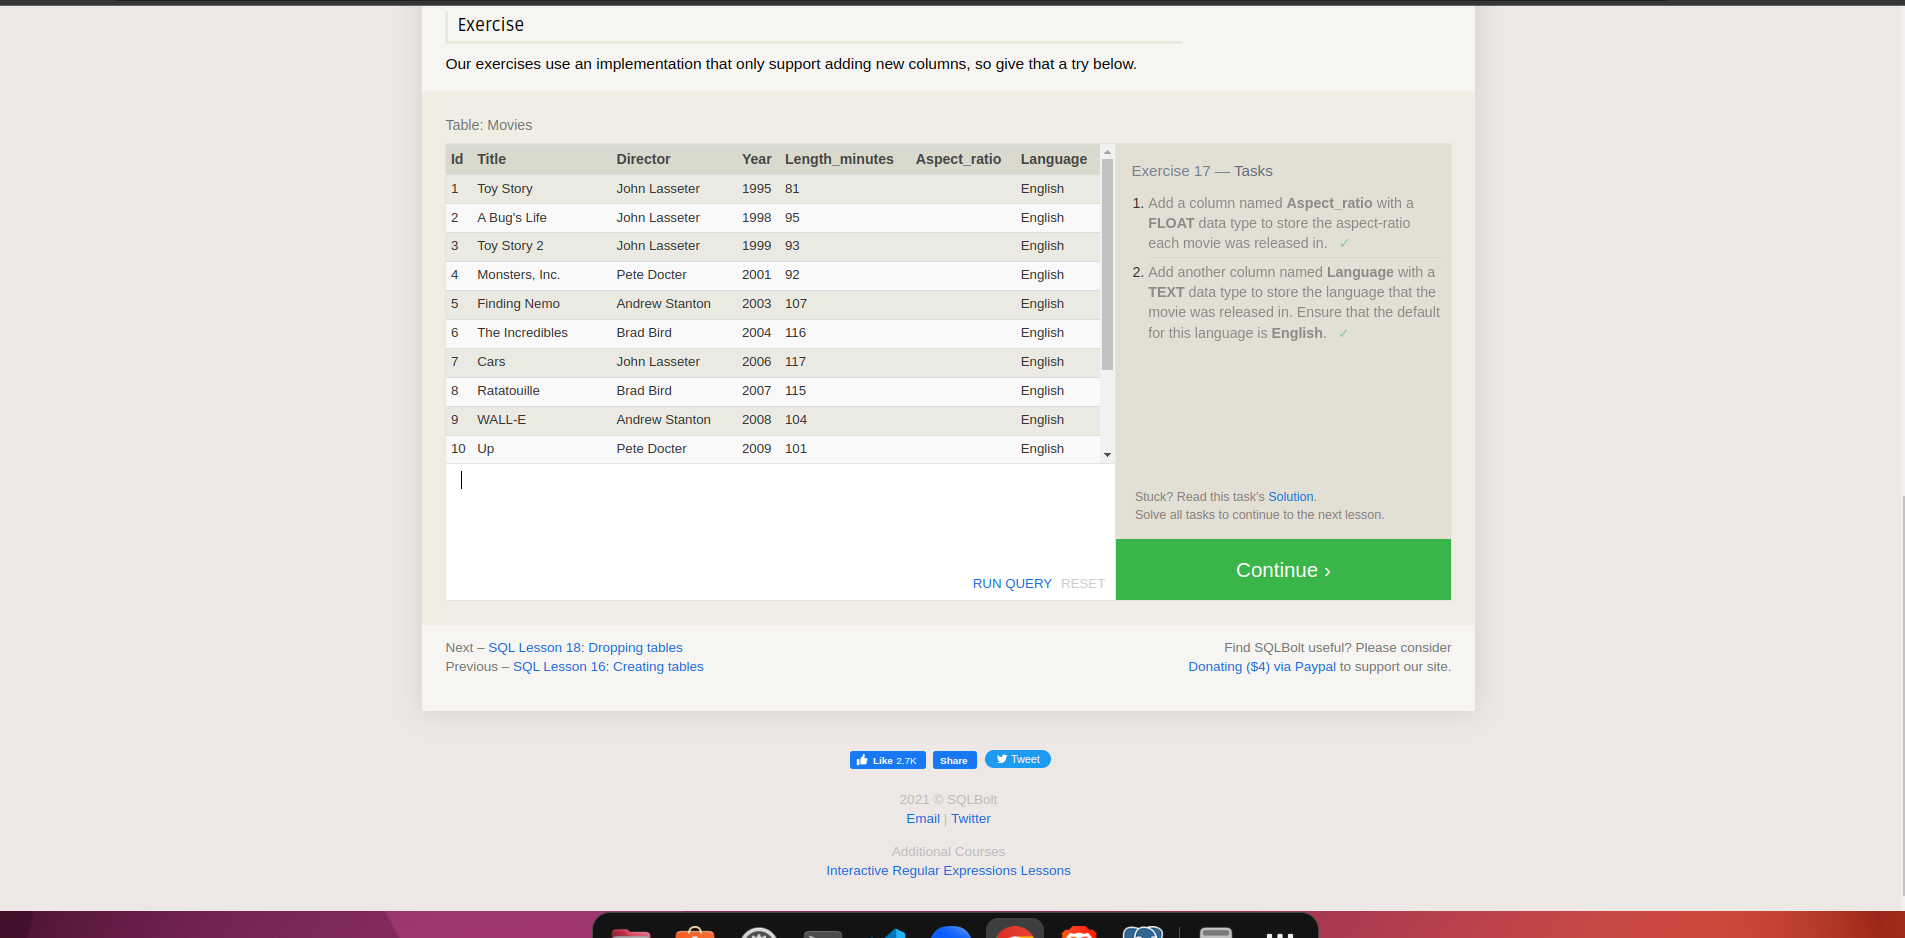 Exercise
Our exercises use an implementation that only support adding new columns, so give that a try below.
Table: Movies
Id Title Director Year Length_minutes Aspect_ratio Language
1 Toy Story John Lasseter 1995 81 English
2 A Bug's Life John Lasseter 1998 95 English
3 Toy Story 2 John Lasseter 1999 93 English
4 Monsters, Inc. Pete Docter 2001 92 English
5 Finding Nemo Andrew Stanton 2003 107 English
6 The Incredibles Brad Bird 2004 116 English
7 Cars John Lasseter 2006 117 English
8 Ratatouille Brad Bird 2007 115 English
9 WALL-E Andrew Stanton 2008 104 English
10 Up Pete Docter 2009 101 English
RUN QUERY RESET
Exercise 17 — Tasks
1. Add a column named Aspect_ratio with a
FLOAT data type to store the aspect-ratio
each movie was released in. ✓
2. Add another column named Language with a
TEXT data type to store the language that the
movie was released in. Ensure that the default
for this language is English. ✓
Stuck? Read this task's Solution.
Solve all tasks to continue to the next lesson.
Continue ›
Next – SQL Lesson 18: Dropping tables
Previous – SQL Lesson 16: Creating tables
Find SQLBolt useful? Please consider
Donating ($4) via Paypal to support our site.
Like 2.7K Share Tweet
2021 © SQLBolt
Email | Twitter
Additional Courses
Interactive Regular Expressions Lessons